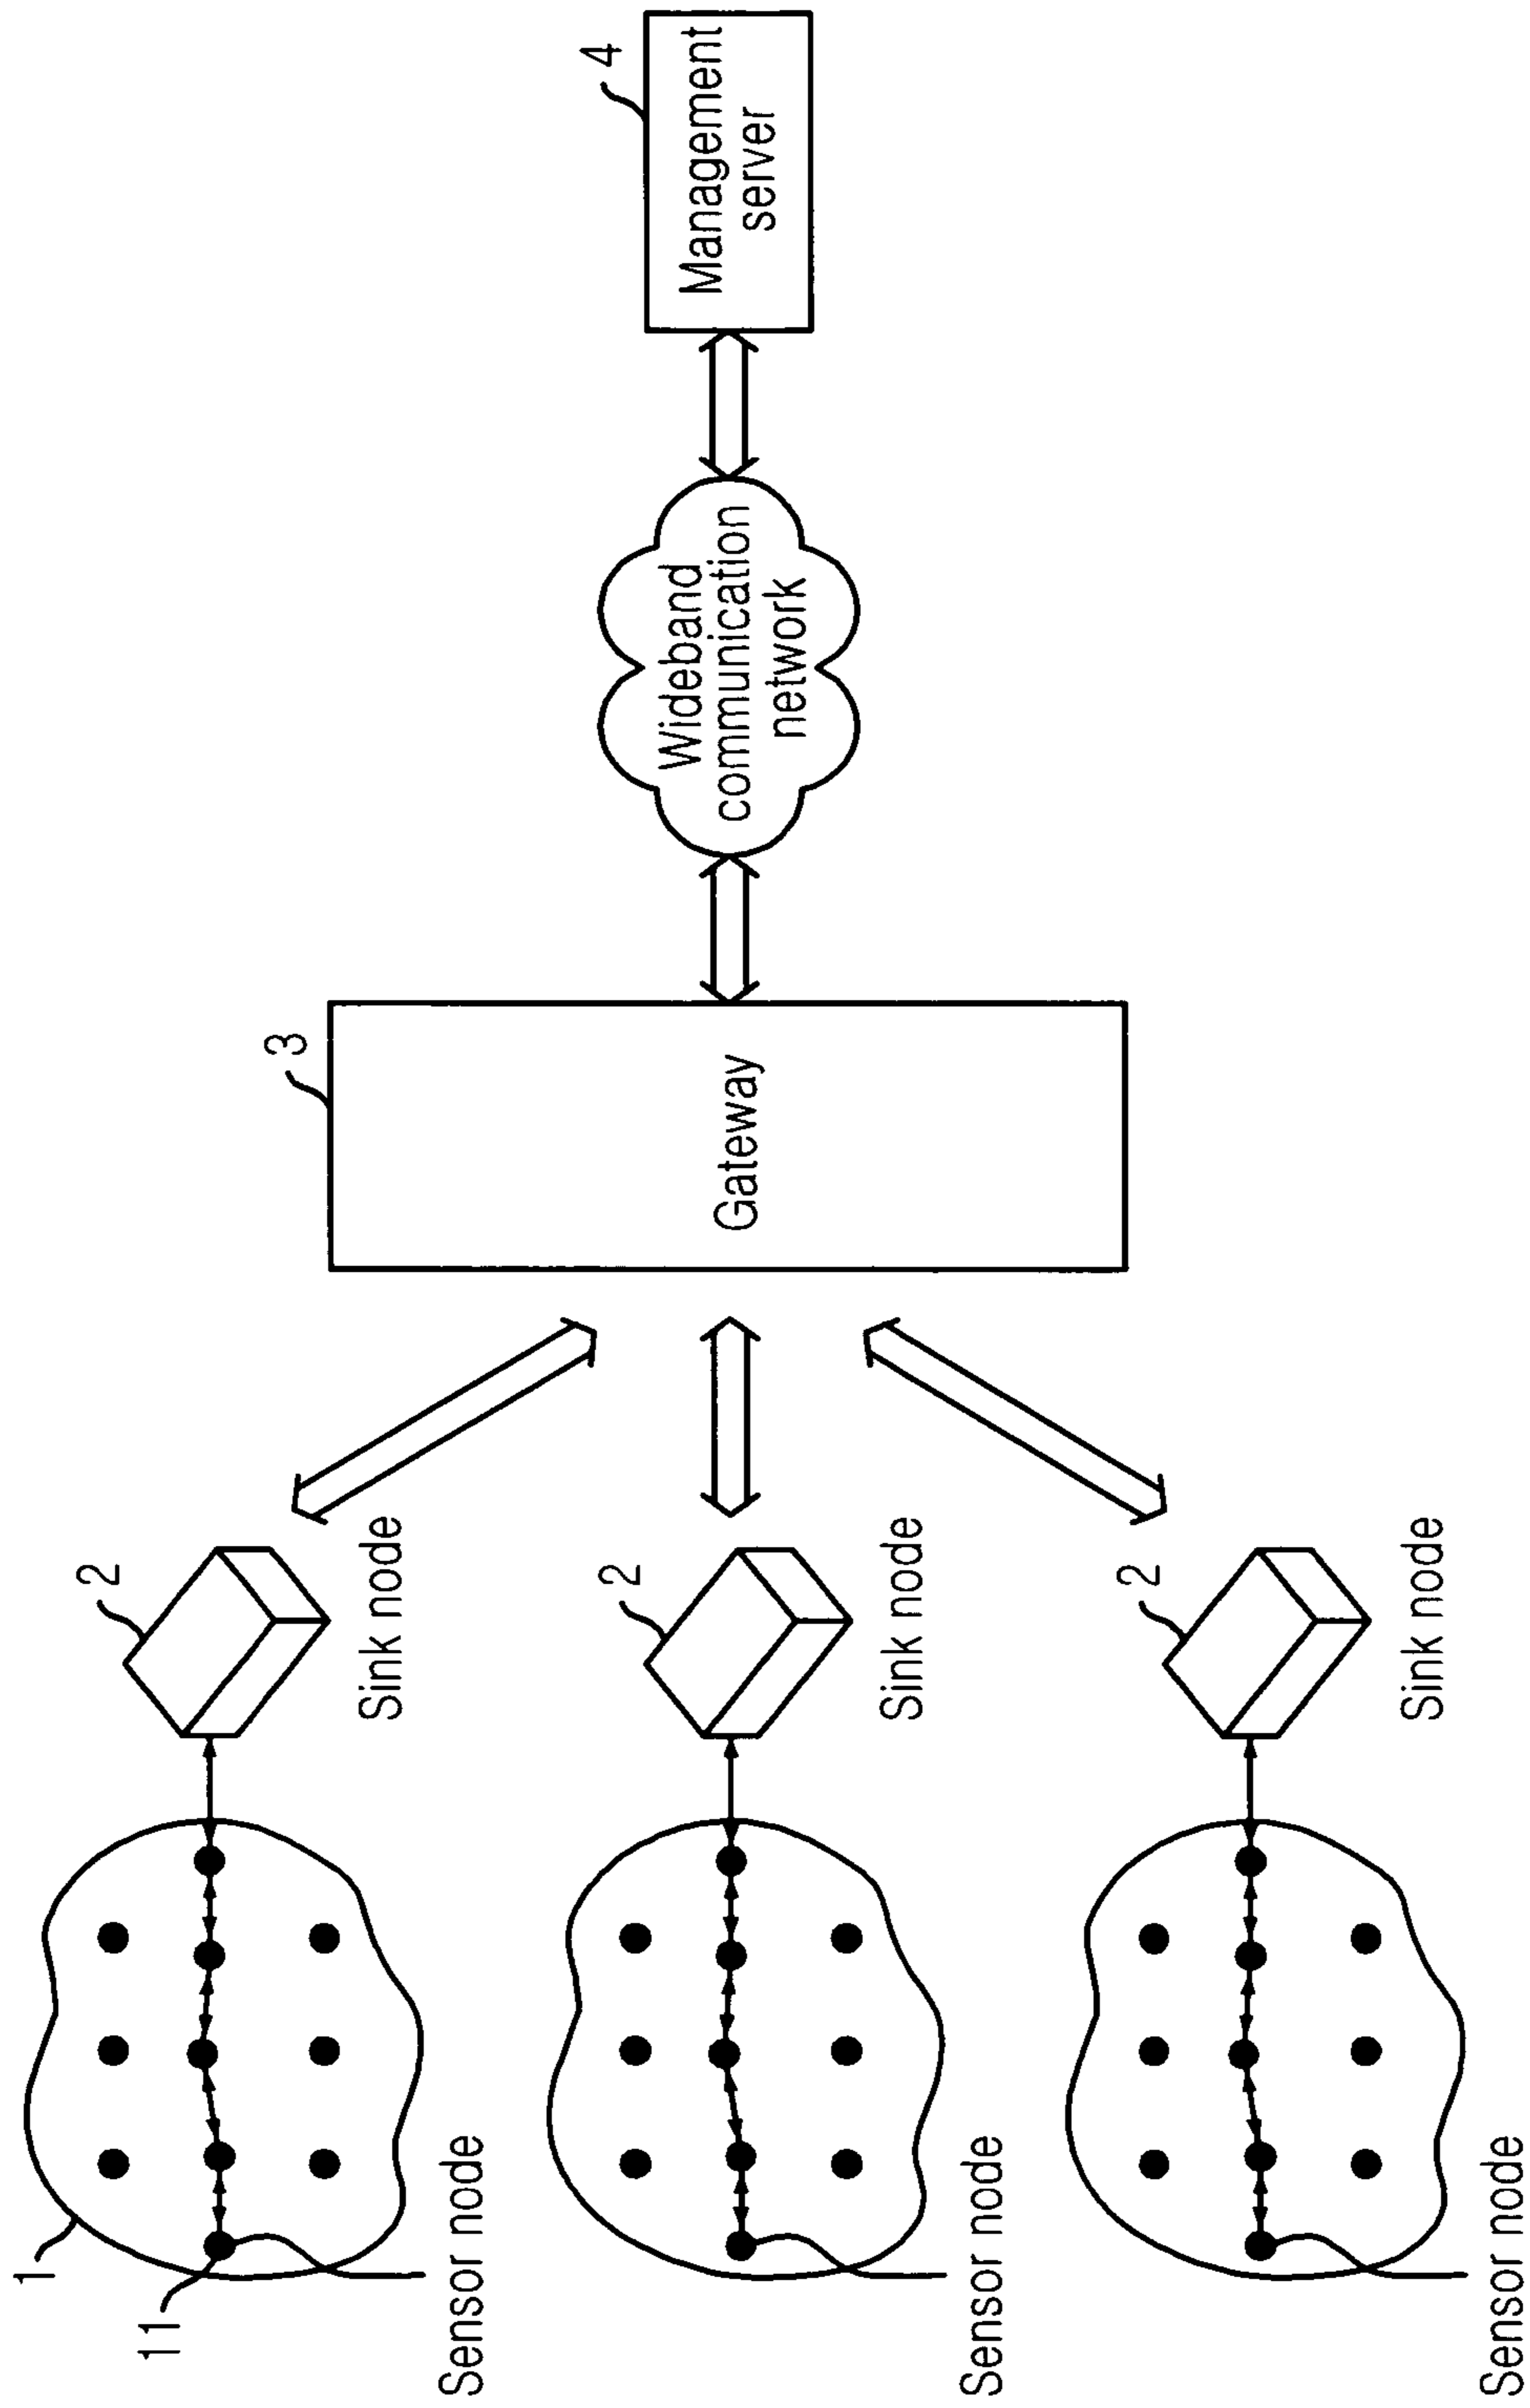 1
11
Sensor node
2
Sink node
Sensor node
2
Sink node
Sensor node
2
Sink node
3
Gateway
Wideband
communication
network
4
Management
server